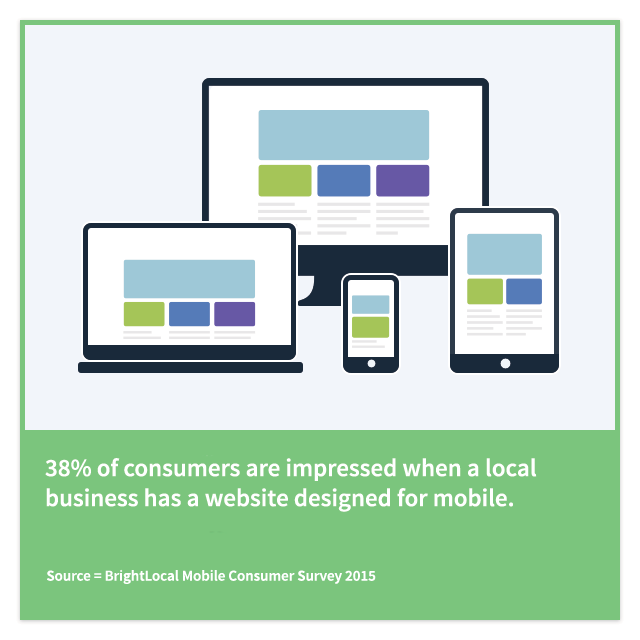 38% of consumers are impressed when a local
business has a website designed for mobile.
Source = BrightLocal Mobile Consumer Survey 2015